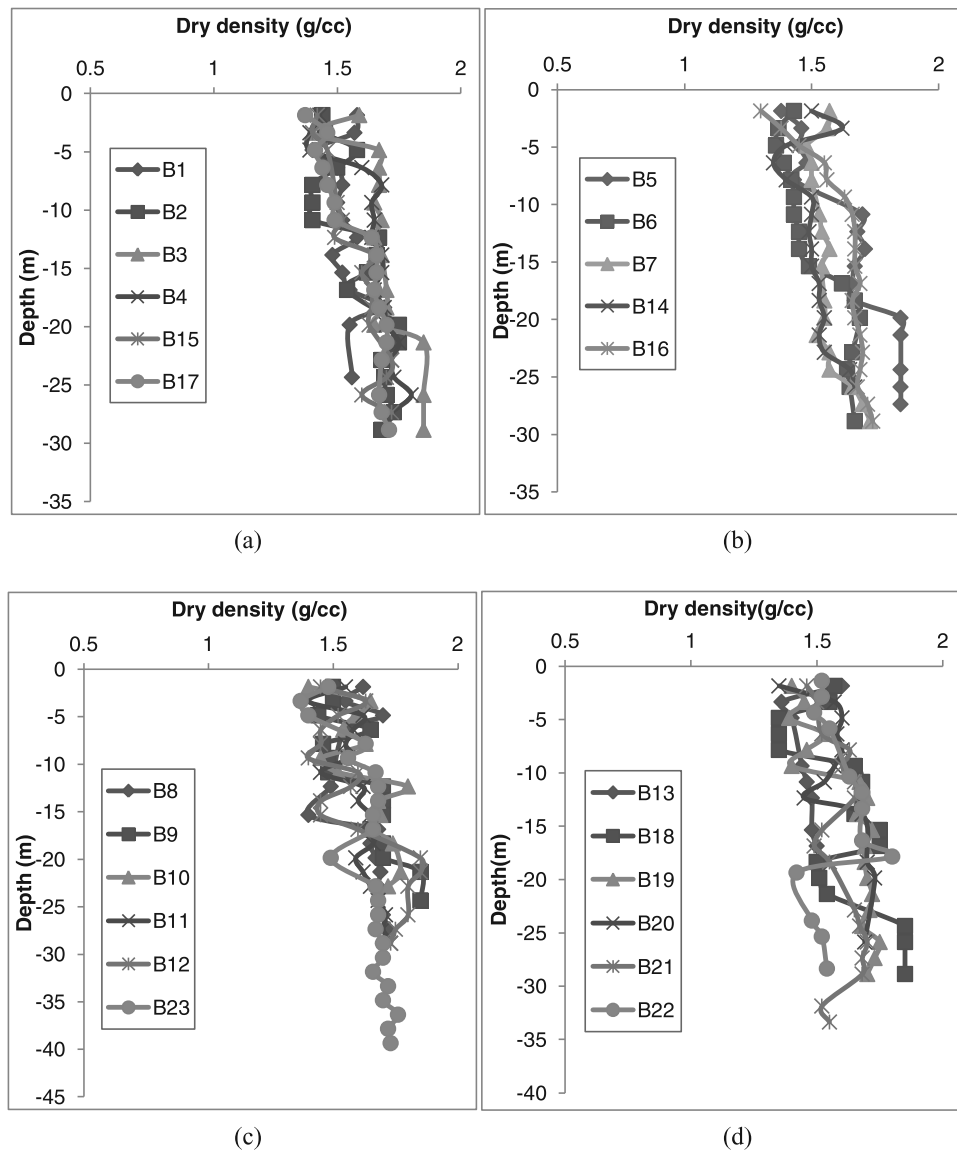 Dry density (g/cc)
0.5 1 1.5 2
0
-5
-10
-15
-20
-25
-30
-35
Depth (m)
B1
B2
B3
B4
B15
B17
(a)
Dry density (g/cc)
0.5 1 1.5 2
0
-5
-10
-15
-20
-25
-30
-35
Depth (m)
B5
B6
B7
B14
B16
(b)
Dry density (g/cc)
0.5 1 1.5 2
0
-5
-10
-15
-20
-25
-30
-35
-40
-45
Depth (m)
B8
B9
B10
B11
B12
B23
(c)
Dry density(g/cc)
0.5 1 1.5 2
0
-5
-10
-15
-20
-25
-30
-35
-40
Depth(m)
B13
B18
B19
B20
B21
B22
(d)